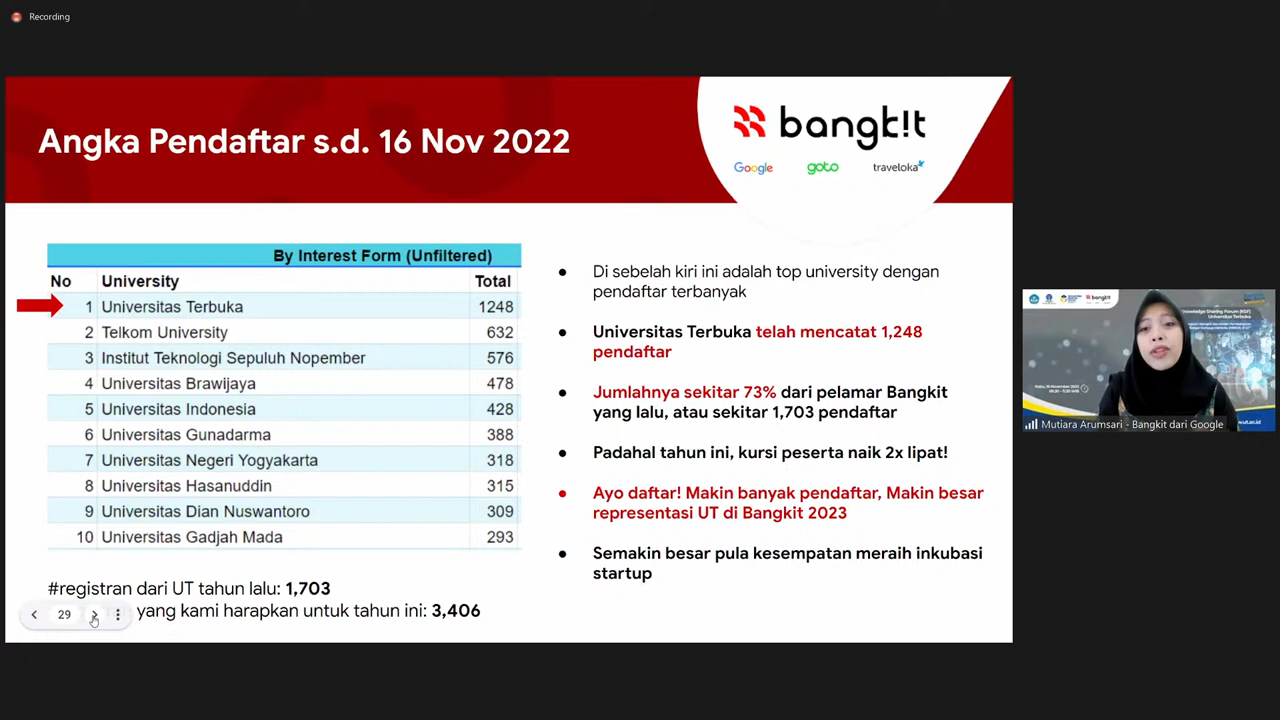 Recording
Angka Pendaftar s.d. 16 Nov 2022
bangk!t
Google goto traveloka
By Interest Form (Unfiltered)
No University Total
1 Universitas Terbuka 1248
2 Telkom University 632
3 Institut Teknologi Sepuluh Nopember 576
4 Universitas Brawijaya 478
5 Universitas Indonesia 428
6 Universitas Gunadarma 388
7 Universitas Negeri Yogyakarta 318
8 Universitas Hasanuddin 315
9 Universitas Dian Nuswantoro 309
10 Universitas Gadjah Mada 293
#registran dari UT tahun lalu: 1,703
yang kami harapkan untuk tahun ini: 3,406
29
● Di sebelah kiri ini adalah top university dengan
pendaftar terbanyak
● Universitas Terbuka telah mencatat 1,248
pendaftar
● Jumlahnya sekitar 73% dari pelamar Bangkit
yang lalu, atau sekitar 1,703 pendaftar
● Padahal tahun ini, kursi peserta naik 2x lipat!
● Ayo daftar! Makin banyak pendaftar, Makin besar
representasi UT di Bangkit 2023
● Semakin besar pula kesempatan meraih inkubasi
startup
bangk!t
Knowledge Sharing Forum (KSF)
Universitas Terbuka
Mutiara Arumsari - Bangkit dari Google